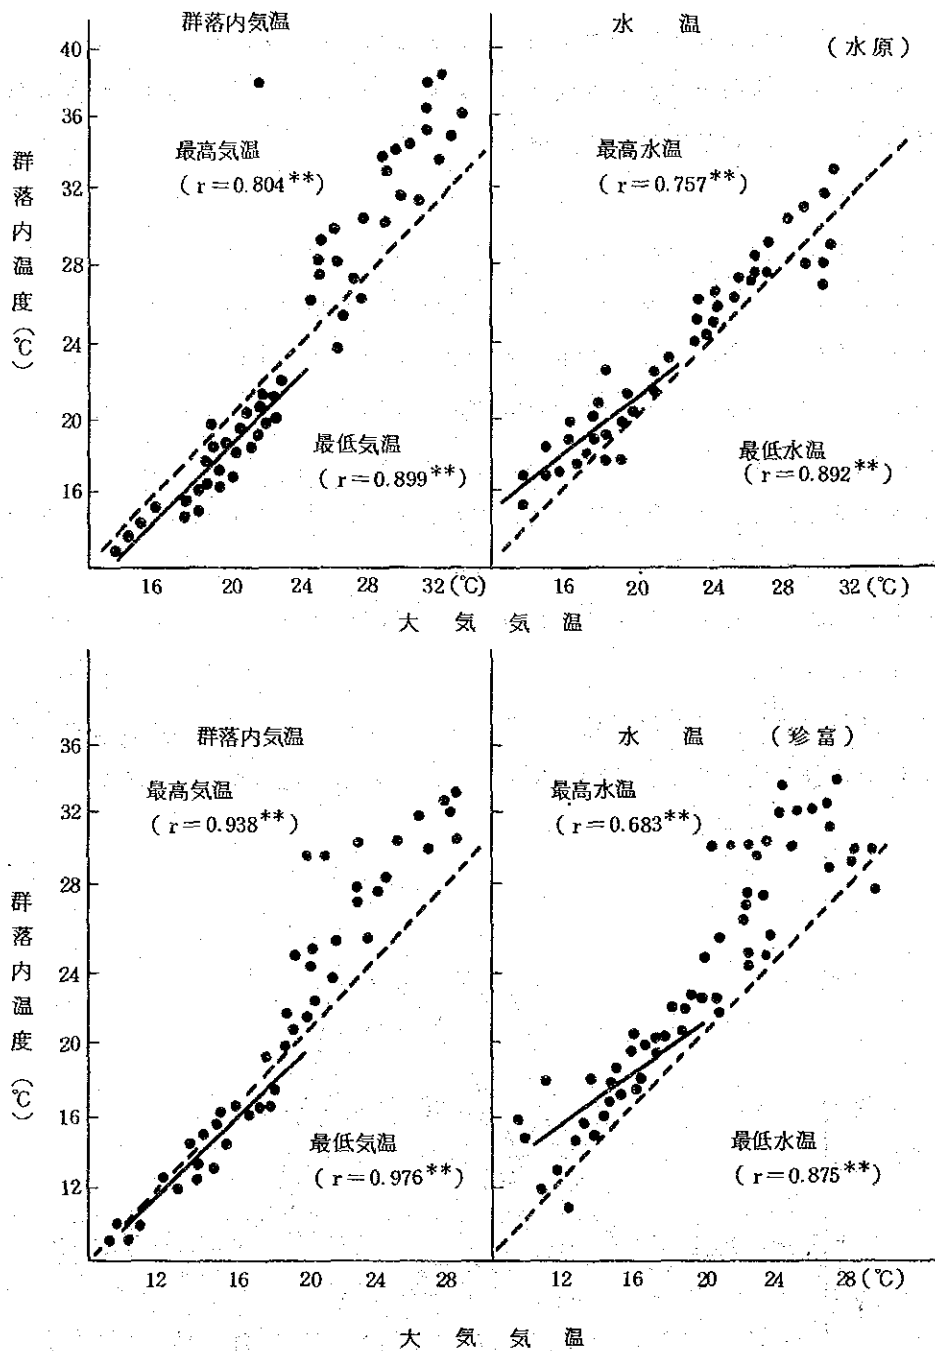 群落内気温
水 温
(水原)
40
36
32
28
24
20
16
群落内温度(℃)
最高気温
(r=0.804**)
最低気温
(r=0.899**)
最高水温
(r=0.757**)
最低水温
(r=0.892**)
16 20 24 28 32(℃)
16 20 24 28 32(℃)
大気気温
群落内気温
水 温
(珍富)
36
32
28
24
20
16
12
群落内温度(℃)
最高気温
(r=0.938**)
最低気温
(r=0.976**)
最高水温
(r=0.683**)
最低水温
(r=0.875**)
12 16 20 24 28
12 16 20 24 28(℃)
大気気温